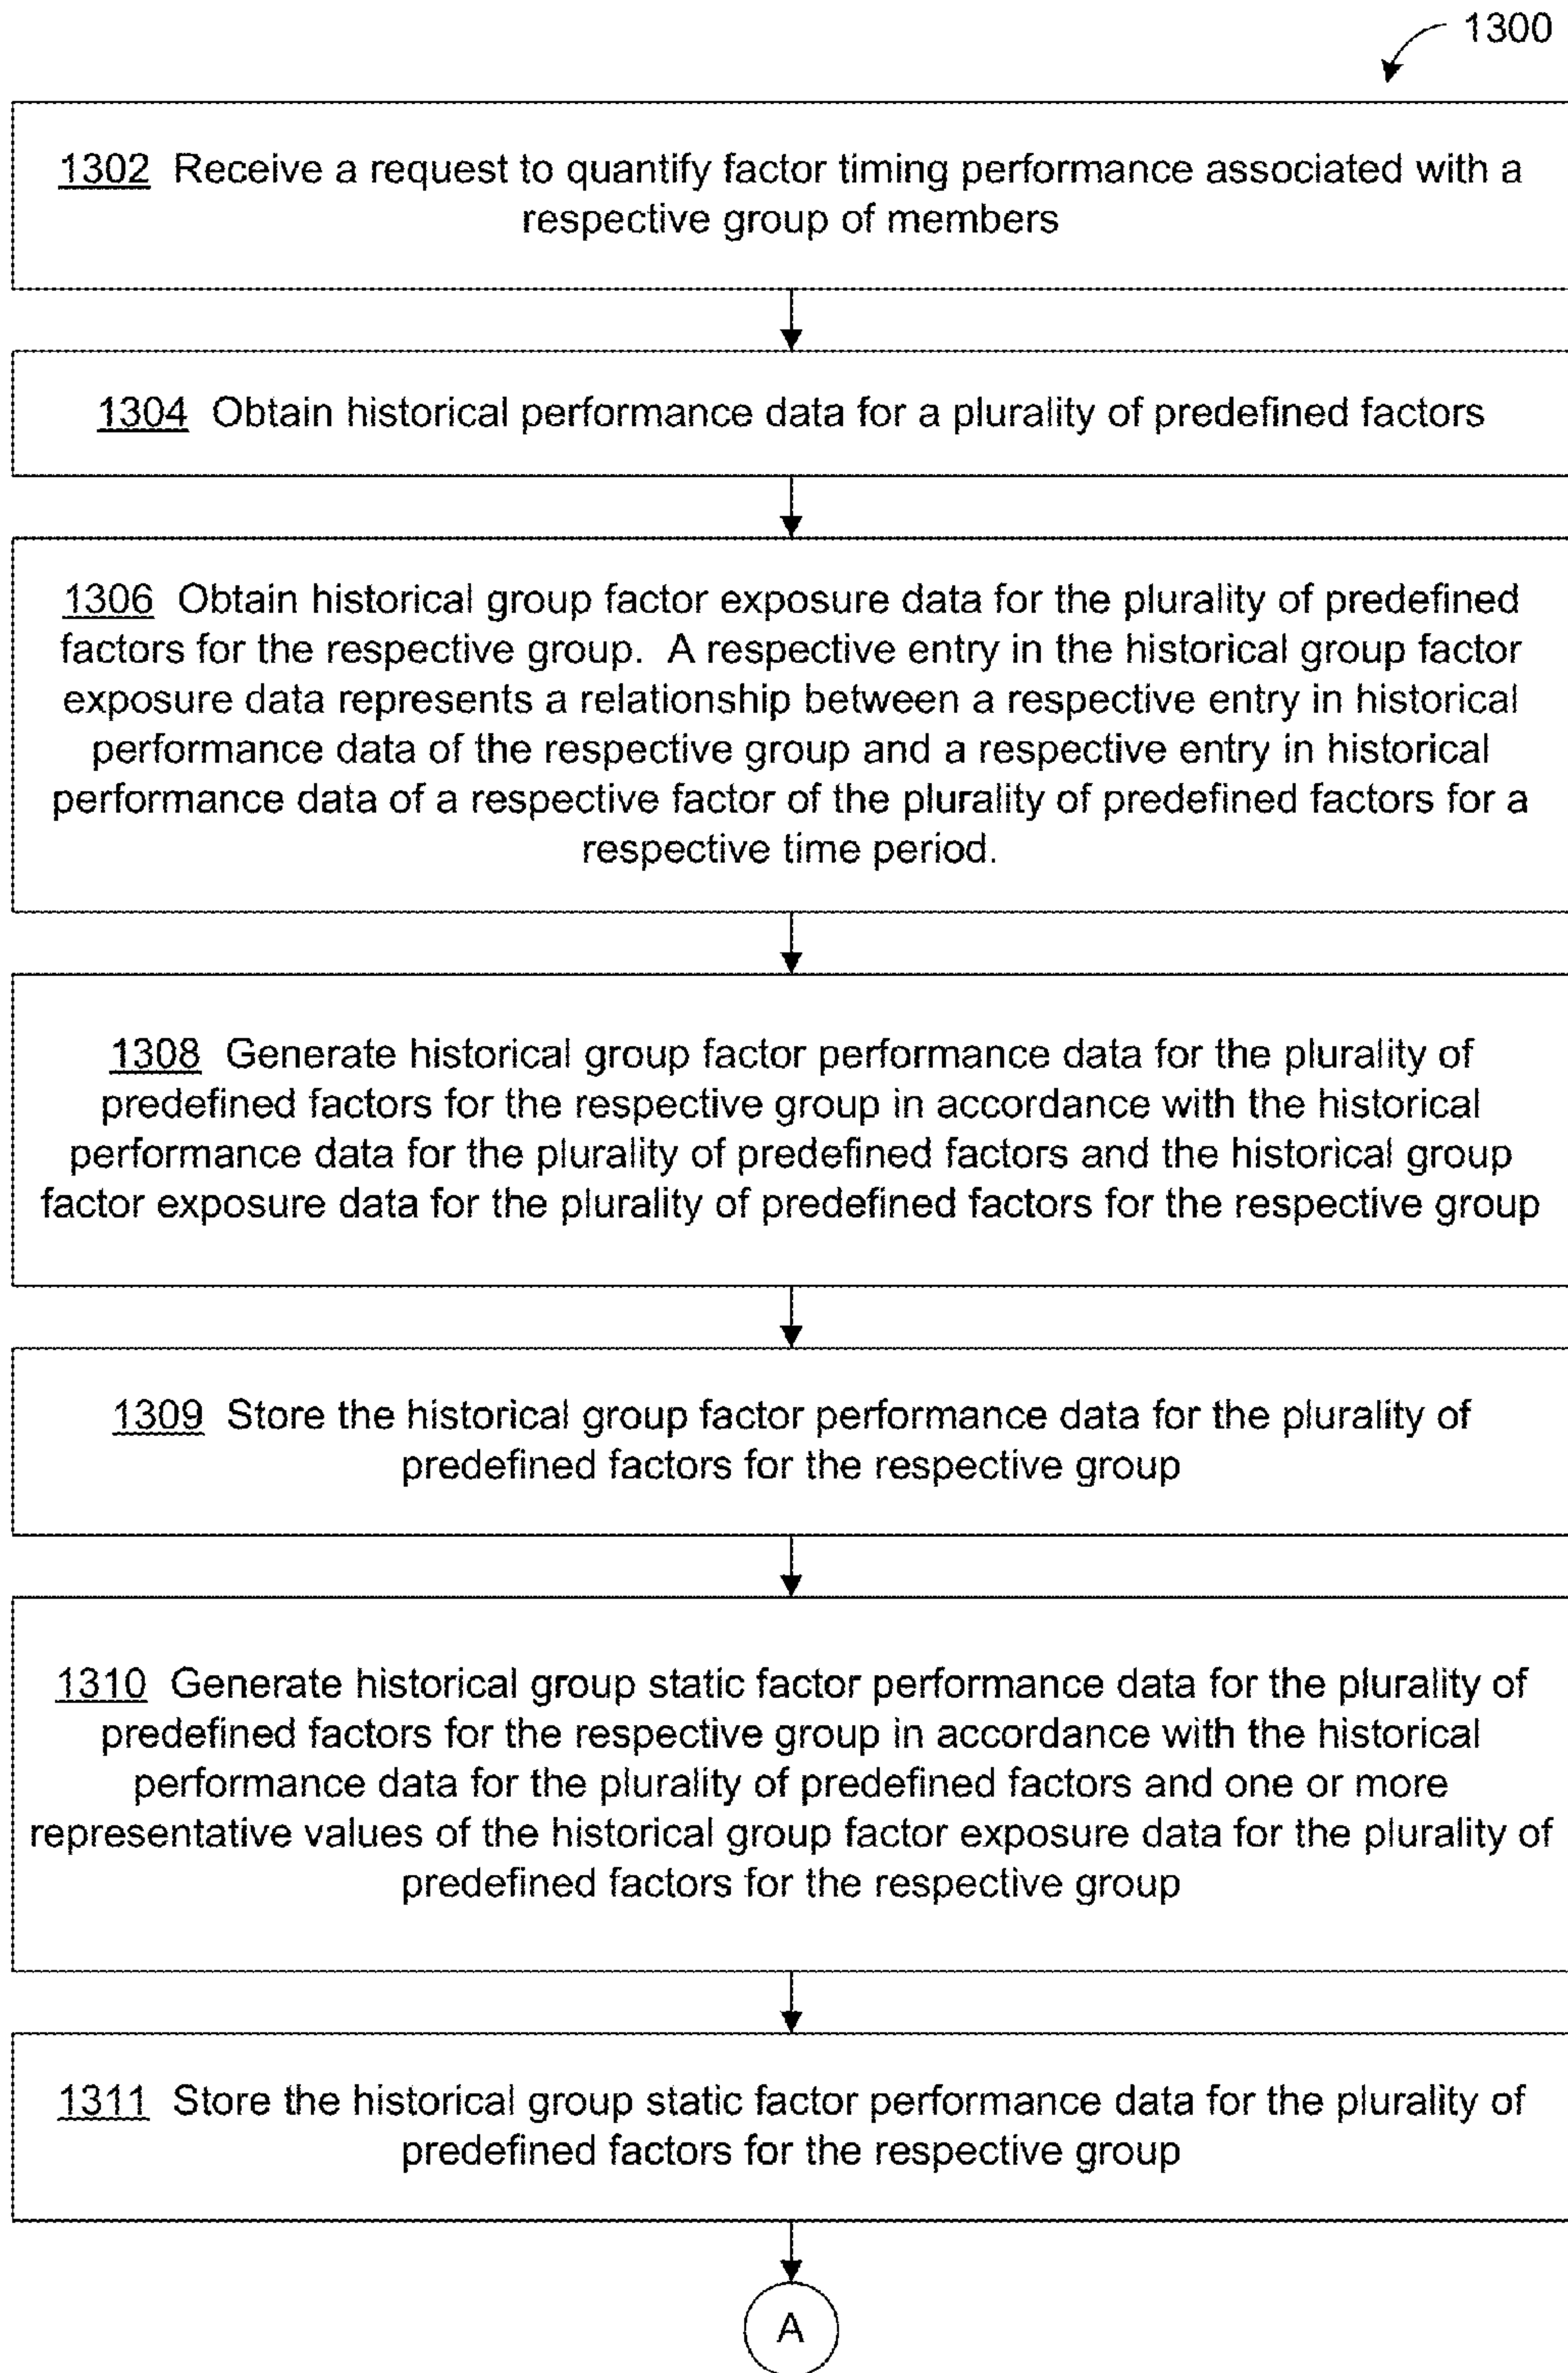 1300
1302 Receive a request to quantify factor timing performance associated with a
respective group of members
1304 Obtain historical performance data for a plurality of predefined factors
1306 Obtain historical group factor exposure data for the plurality of predefined
factors for the respective group. A respective entry in the historical group factor
exposure data represents a relationship between a respective entry in historical
performance data of the respective group and a respective entry in historical
performance data of a respective factor of the plurality of predefined factors for a
respective time period.
1308 Generate historical group factor performance data for the plurality of
predefined factors for the respective group in accordance with the historical
performance data for the plurality of predefined factors and the historical group
factor exposure data for the plurality of predefined factors for the respective group
1309 Store the historical group factor performance data for the plurality of
predefined factors for the respective group
1310 Generate historical group static factor performance data for the plurality of
predefined factors for the respective group in accordance with the historical
performance data for the plurality of predefined factors and one or more
representative values of the historical group factor exposure data for the plurality of
predefined factors for the respective group
1311 Store the historical group static factor performance data for the plurality of
predefined factors for the respective group
A